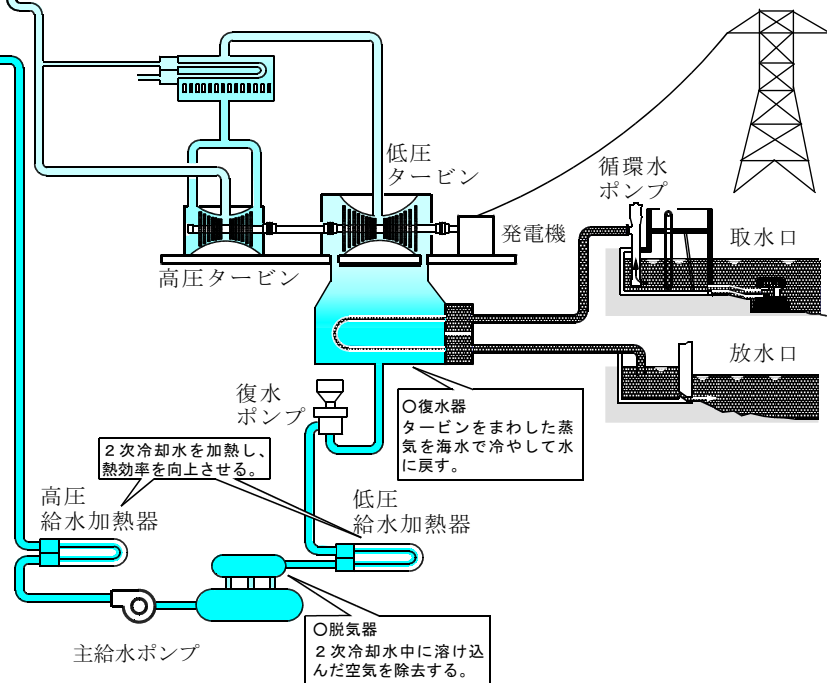 低圧
タービン
循環水
ポンプ
発電機
取水口
高圧タービン
放水口
復水
ポンプ
○復水器
タービンをまわした蒸
気を海水で冷やして水
に戻す。
２次冷却水を加熱し、
熱効率を向上させる。
高圧
給水加熱器
低圧
給水加熱器
○脱気器
２次冷却水中に溶け込
んだ空気を除去する。
主給水ポンプ